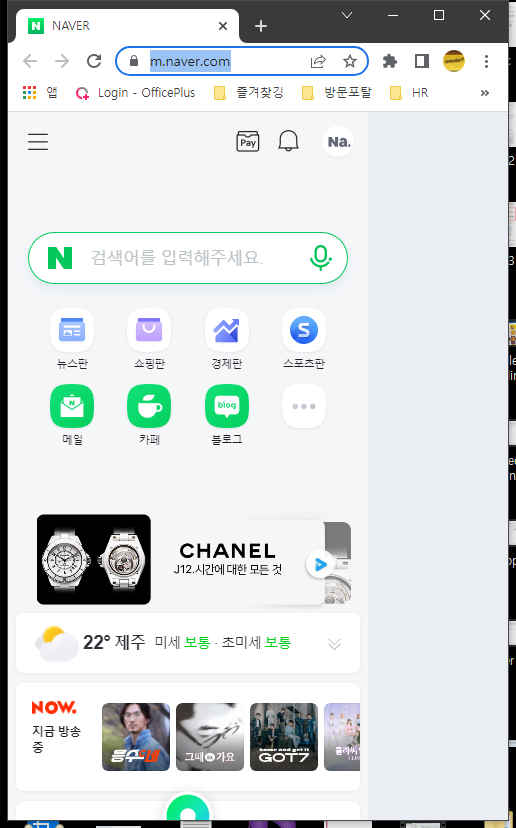 NAVER
m.naver.com
앱 Login - OfficePlus 즐겨찾깅 방문포탈 HR
Pay Na.
N 검색어를 입력해주세요.
뉴스판 쇼핑판 경제판 스포츠판
메일 카페 블로그
blog
CHANEL
J12.시간에 대한 모든 것
22° 제주 미세 보통 · 초미세 보통
NOW.
지금 방송
중
그때 가요
GOT7